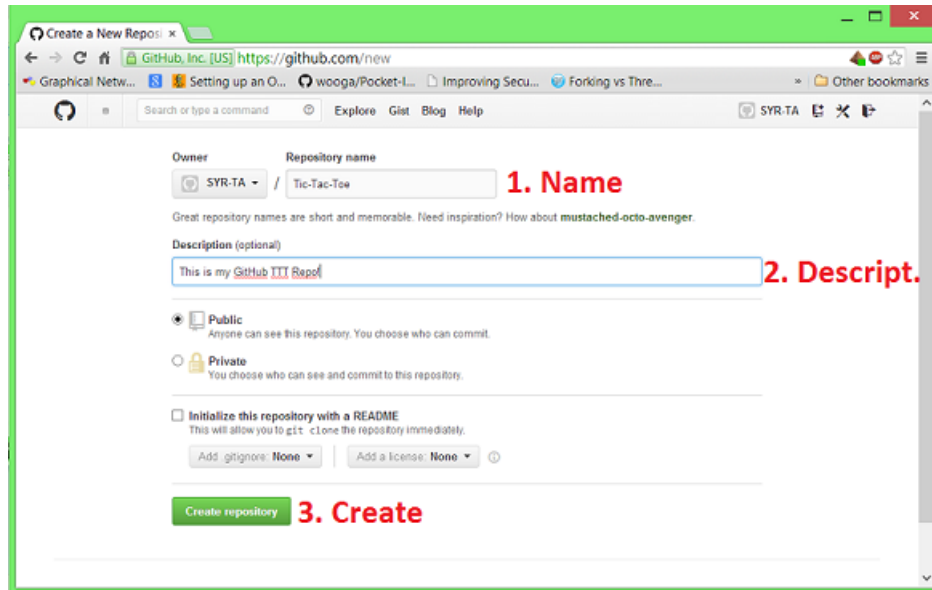 Create a New Reposi ×
GitHub, Inc. [US] https://github.com/new
Graphical Netw... Setting up an O... wooga/Pocket-I... Improving Secu... Forking vs Thre... » Other bookmarks
Search or type a command Explore Gist Blog Help SYR-TA
Owner Repository name
SYR-TA / Tic-Tac-Toe 1. Name
Great repository names are short and memorable. Need inspiration? How about mustached-octo-avenger.
Description (optional)
This is my GitHub TTT Repo! 2. Descript.
Public
Anyone can see this repository. You choose who can commit.
Private
You choose who can see and commit to this repository.
Initialize this repository with a README
This will allow you to git clone the repository immediately.
Add .gitignore: None Add a license: None
Create repository 3. Create